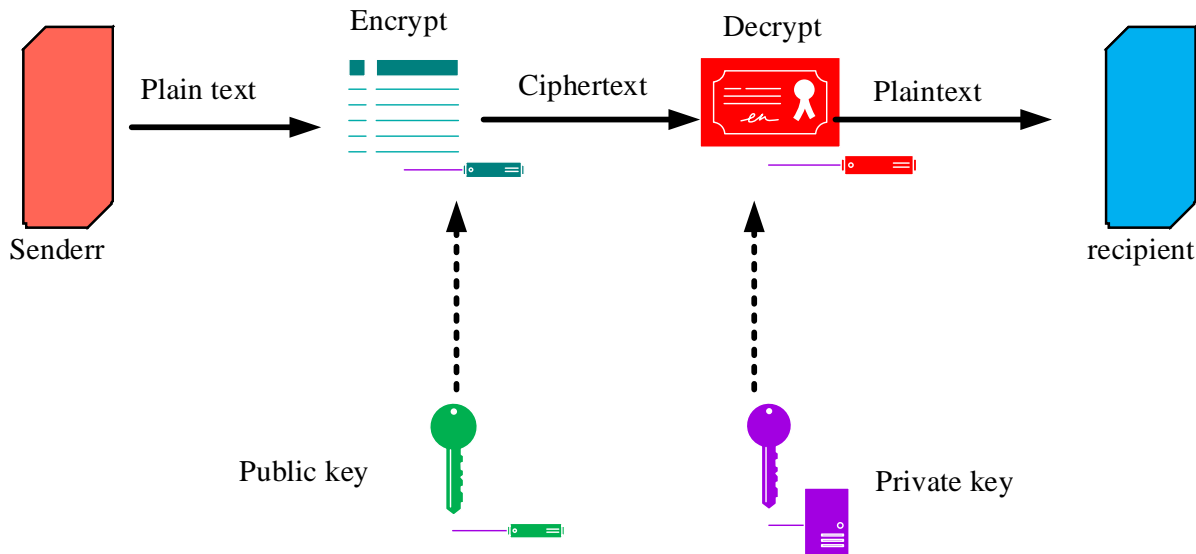 Encrypt
Decrypt
Plain text
Ciphertext
Plaintext
Senderr
recipient
Public key
Private key